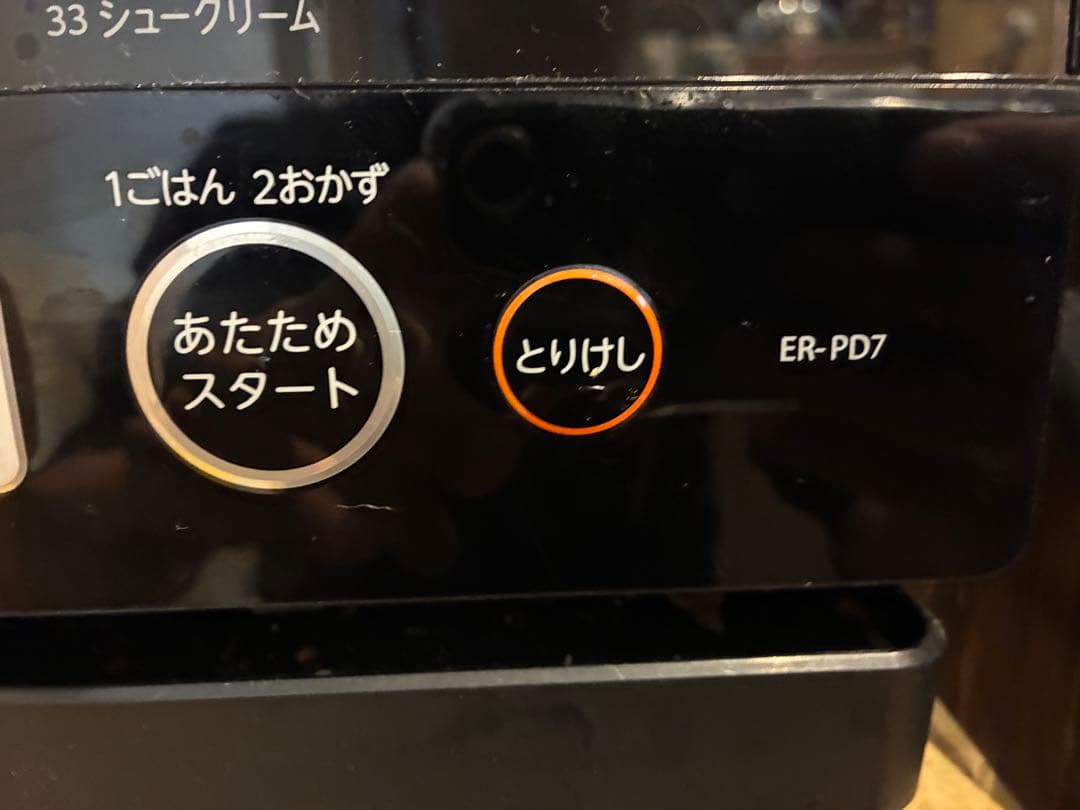 33 シュークリーム
1ごはん 2おかず
あたため
スタート
とりけし
ER-PD7